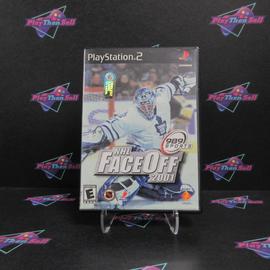 PlayStation.2
NHL
FACEOFF
2001
989
SPORTS
E
PlayThenSell
PlayThenSell
PlayThenSell
PlayThenSell
PlayThenSell
PlayThenSell